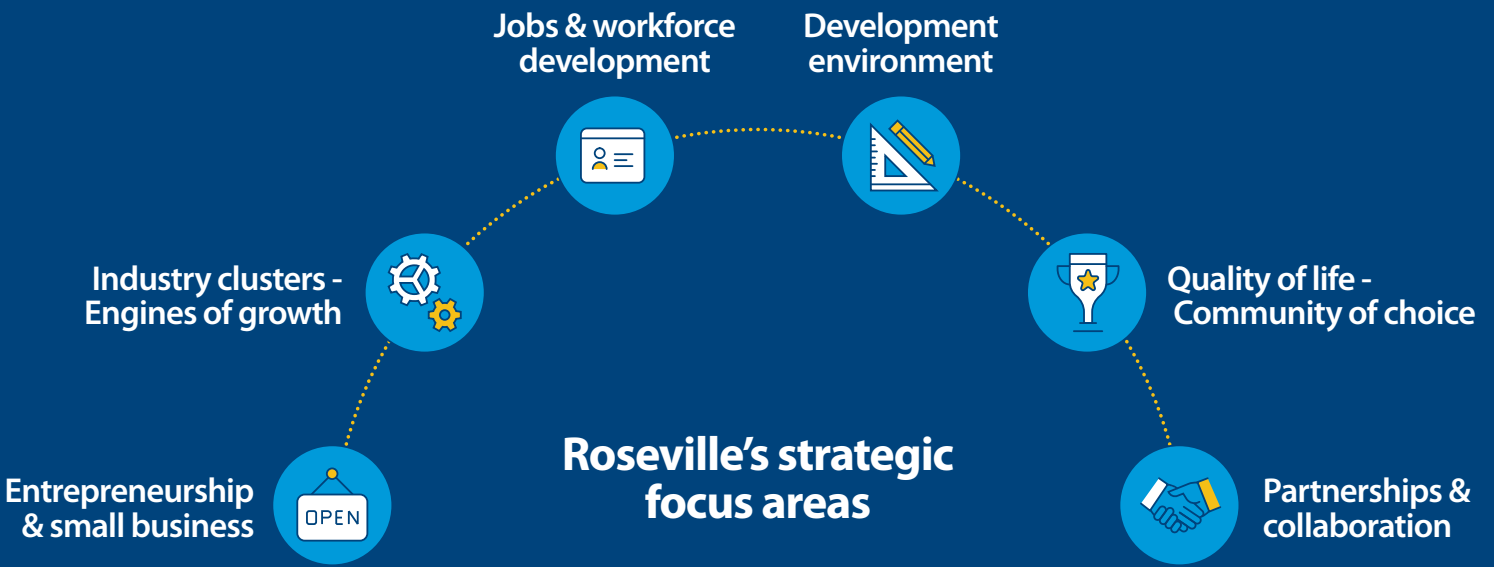 Jobs & workforce
development
Development
environment
Industry clusters -
Engines of growth
Quality of life -
Community of choice
Entrepreneurship
& small business
OPEN
Roseville’s strategic
focus areas
Partnerships &
collaboration